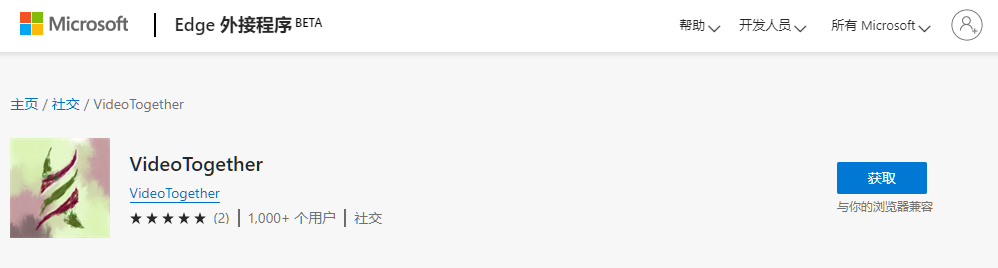 Microsoft Edge 外接程序 BETA 帮助 开发人员 所有 Microsoft
主页 / 社交 / VideoTogether
VideoTogether
VideoTogether
获取
★★★★★ (2) 1,000+ 个用户 社交
与你的浏览器兼容